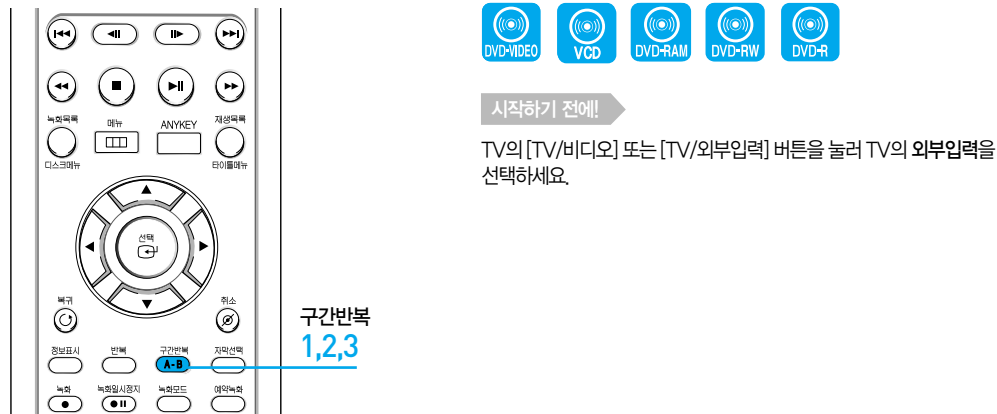 DVD-VIDEO VCD DVD-RAM DVD-RW DVD-R
시작하기 전에!
TV의 [TV/비디오] 또는 [TV/외부입력] 버튼을 눌러 TV의 외부입력을
선택하세요.
녹화목록 메뉴 ANYKEY 재생목록
디스크메뉴 타이틀메뉴
선택
복귀 취소
구간반복
1,2,3
정보표시 반복 구간반복 자막선택
A-B
녹화 녹화일시정지 녹화모드 예약녹화